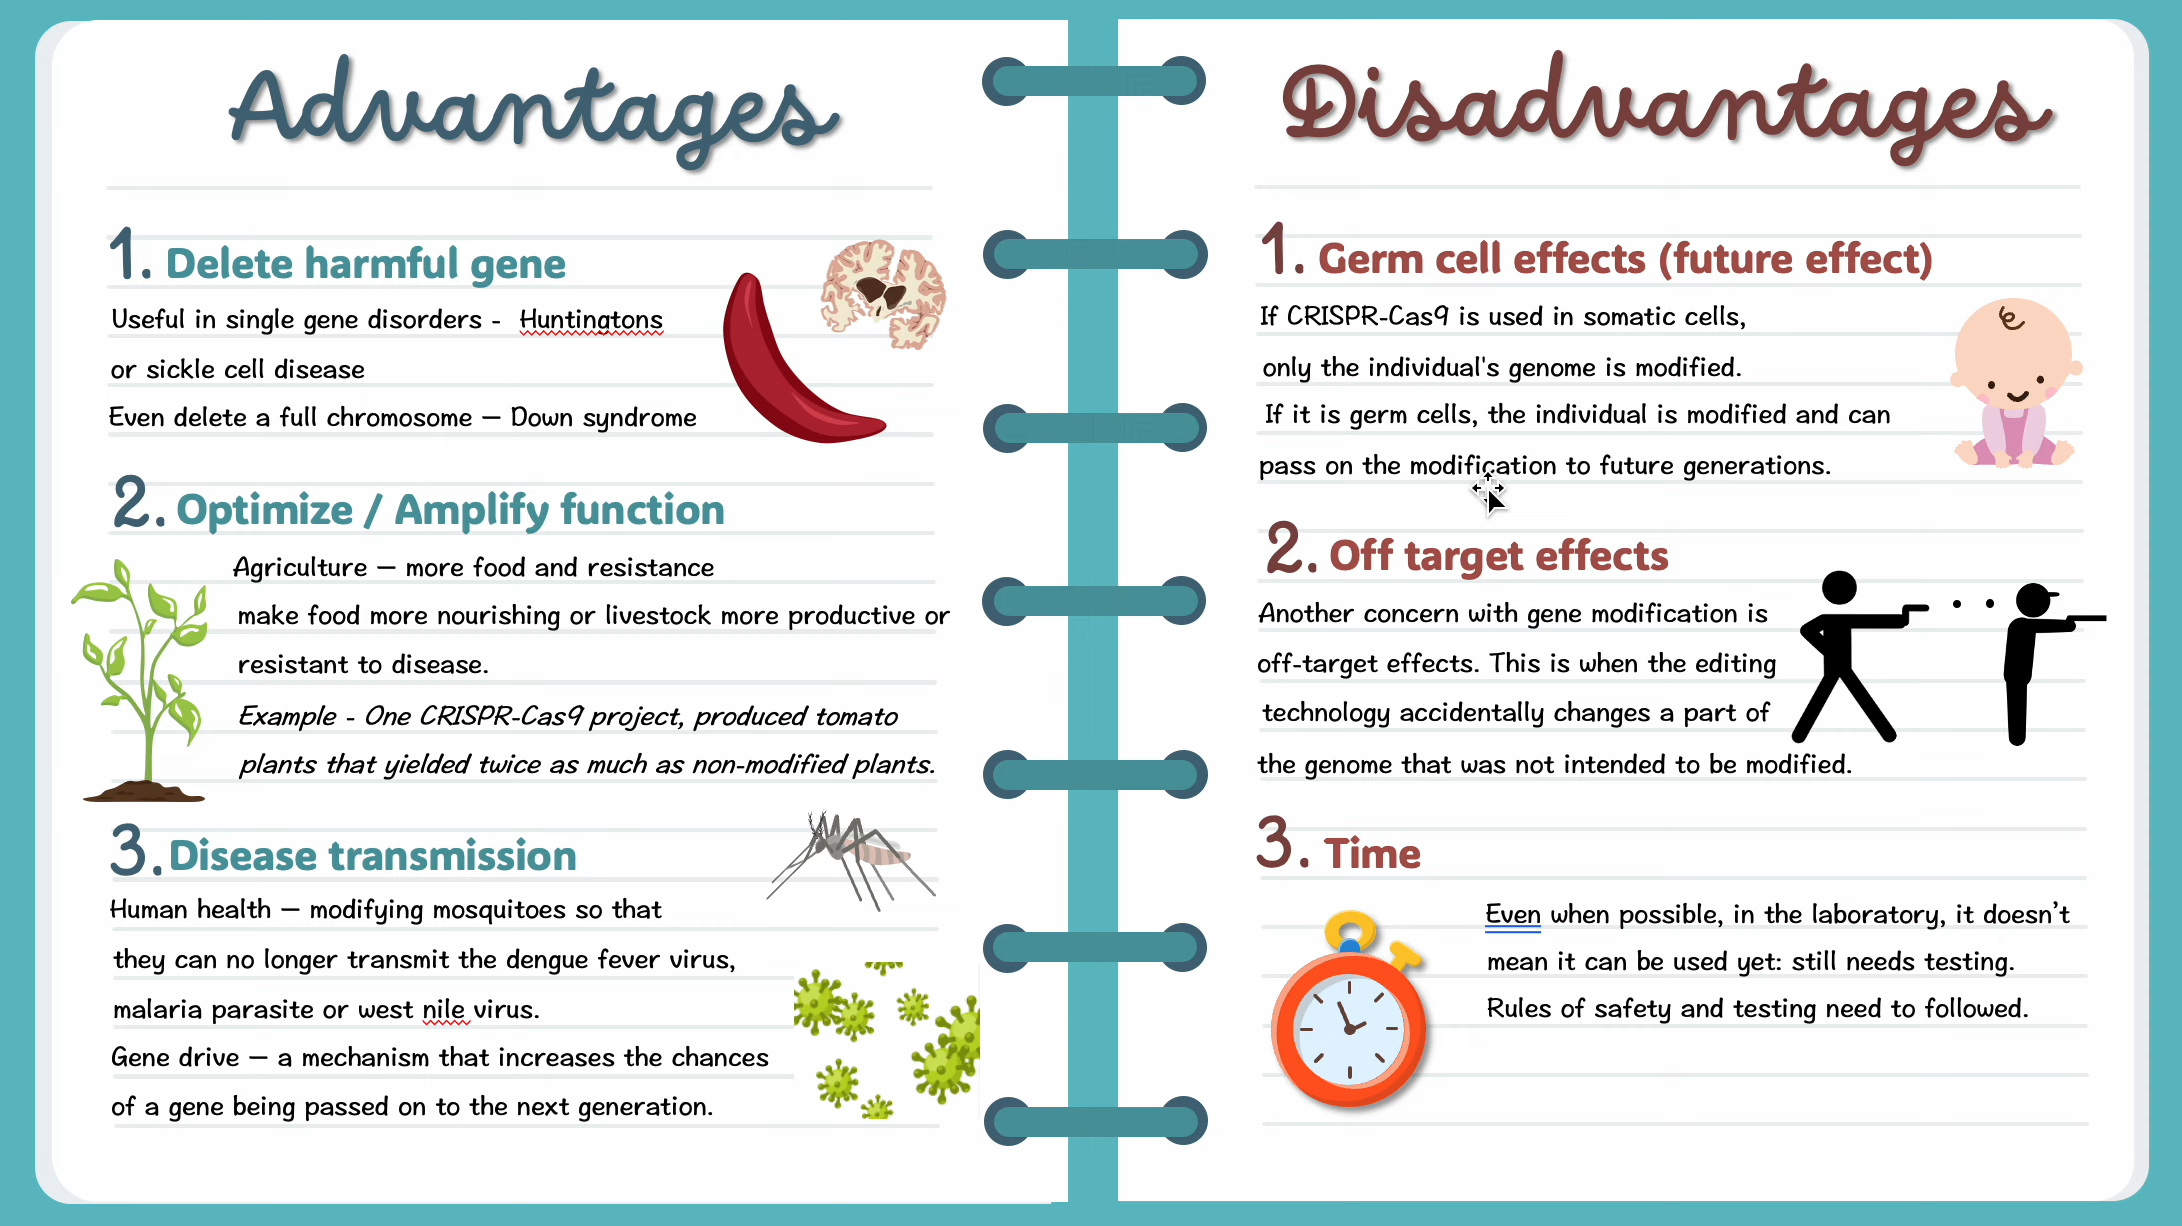 Advantages
1. Delete harmful gene
Useful in single gene disorders - Huntingtons
or sickle cell disease
Even delete a full chromosome – Down syndrome
2. Optimize / Amplify function
Agriculture – more food and resistance
make food more nourishing or livestock more productive or
resistant to disease.
Example - One CRISPR-Cas9 project, produced tomato
plants that yielded twice as much as non-modified plants.
3. Disease transmission
Human health – modifying mosquitoes so that
they can no longer transmit the dengue fever virus,
malaria parasite or west nile virus.
Gene drive – a mechanism that increases the chances
of a gene being passed on to the next generation.
Disadvantages
1. Germ cell effects (future effect)
If CRISPR-Cas9 is used in somatic cells,
only the individual's genome is modified.
If it is germ cells, the individual is modified and can
pass on the modification to future generations.
2. Off target effects
Another concern with gene modification is
off-target effects. This is when the editing
technology accidentally changes a part of
the genome that was not intended to be modified.
3. Time
Even when possible, in the laboratory, it doesn’t
mean it can be used yet: still needs testing.
Rules of safety and testing need to followed.